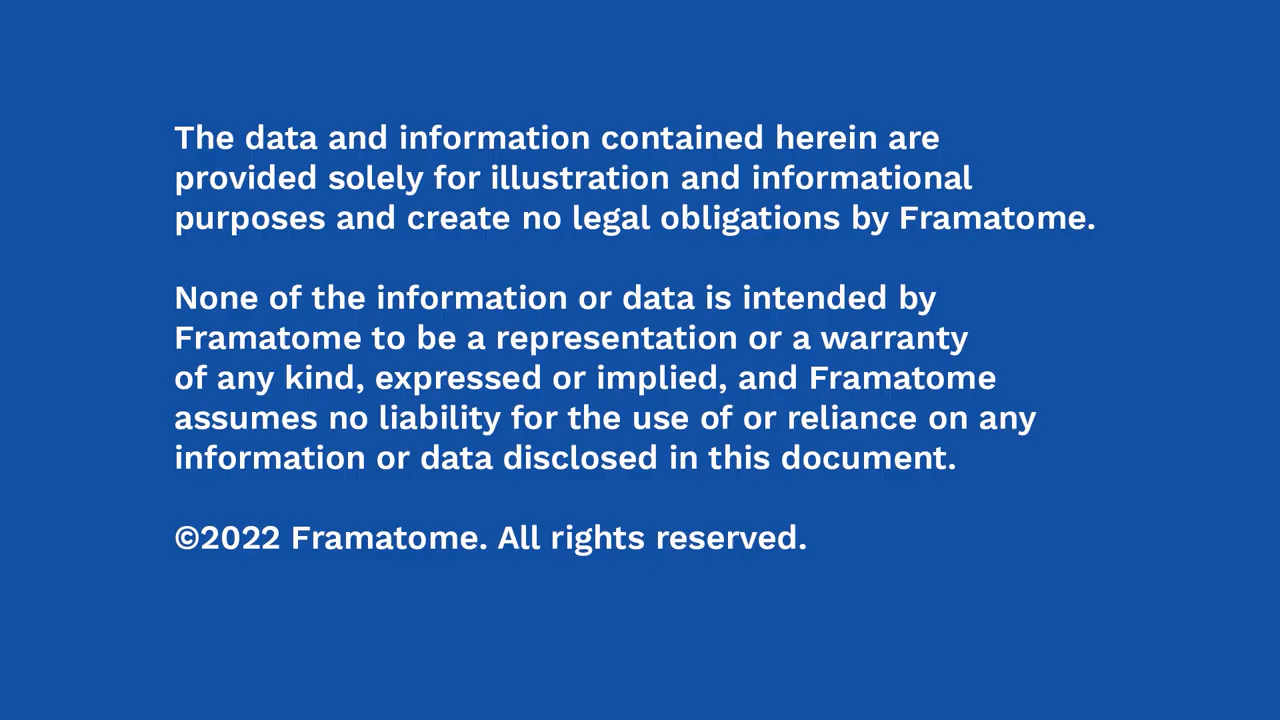 The data and information contained herein are
provided solely for illustration and informational
purposes and create no legal obligations by Framatome.
None of the information or data is intended by
Framatome to be a representation or a warranty
of any kind, expressed or implied, and Framatome
assumes no liability for the use of or reliance on any
information or data disclosed in this document.
©2022 Framatome. All rights reserved.